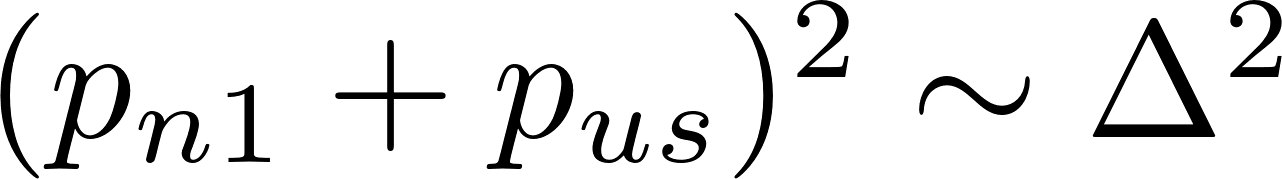 $(p_{n1} + p_{us})^2 \sim \Delta^2$